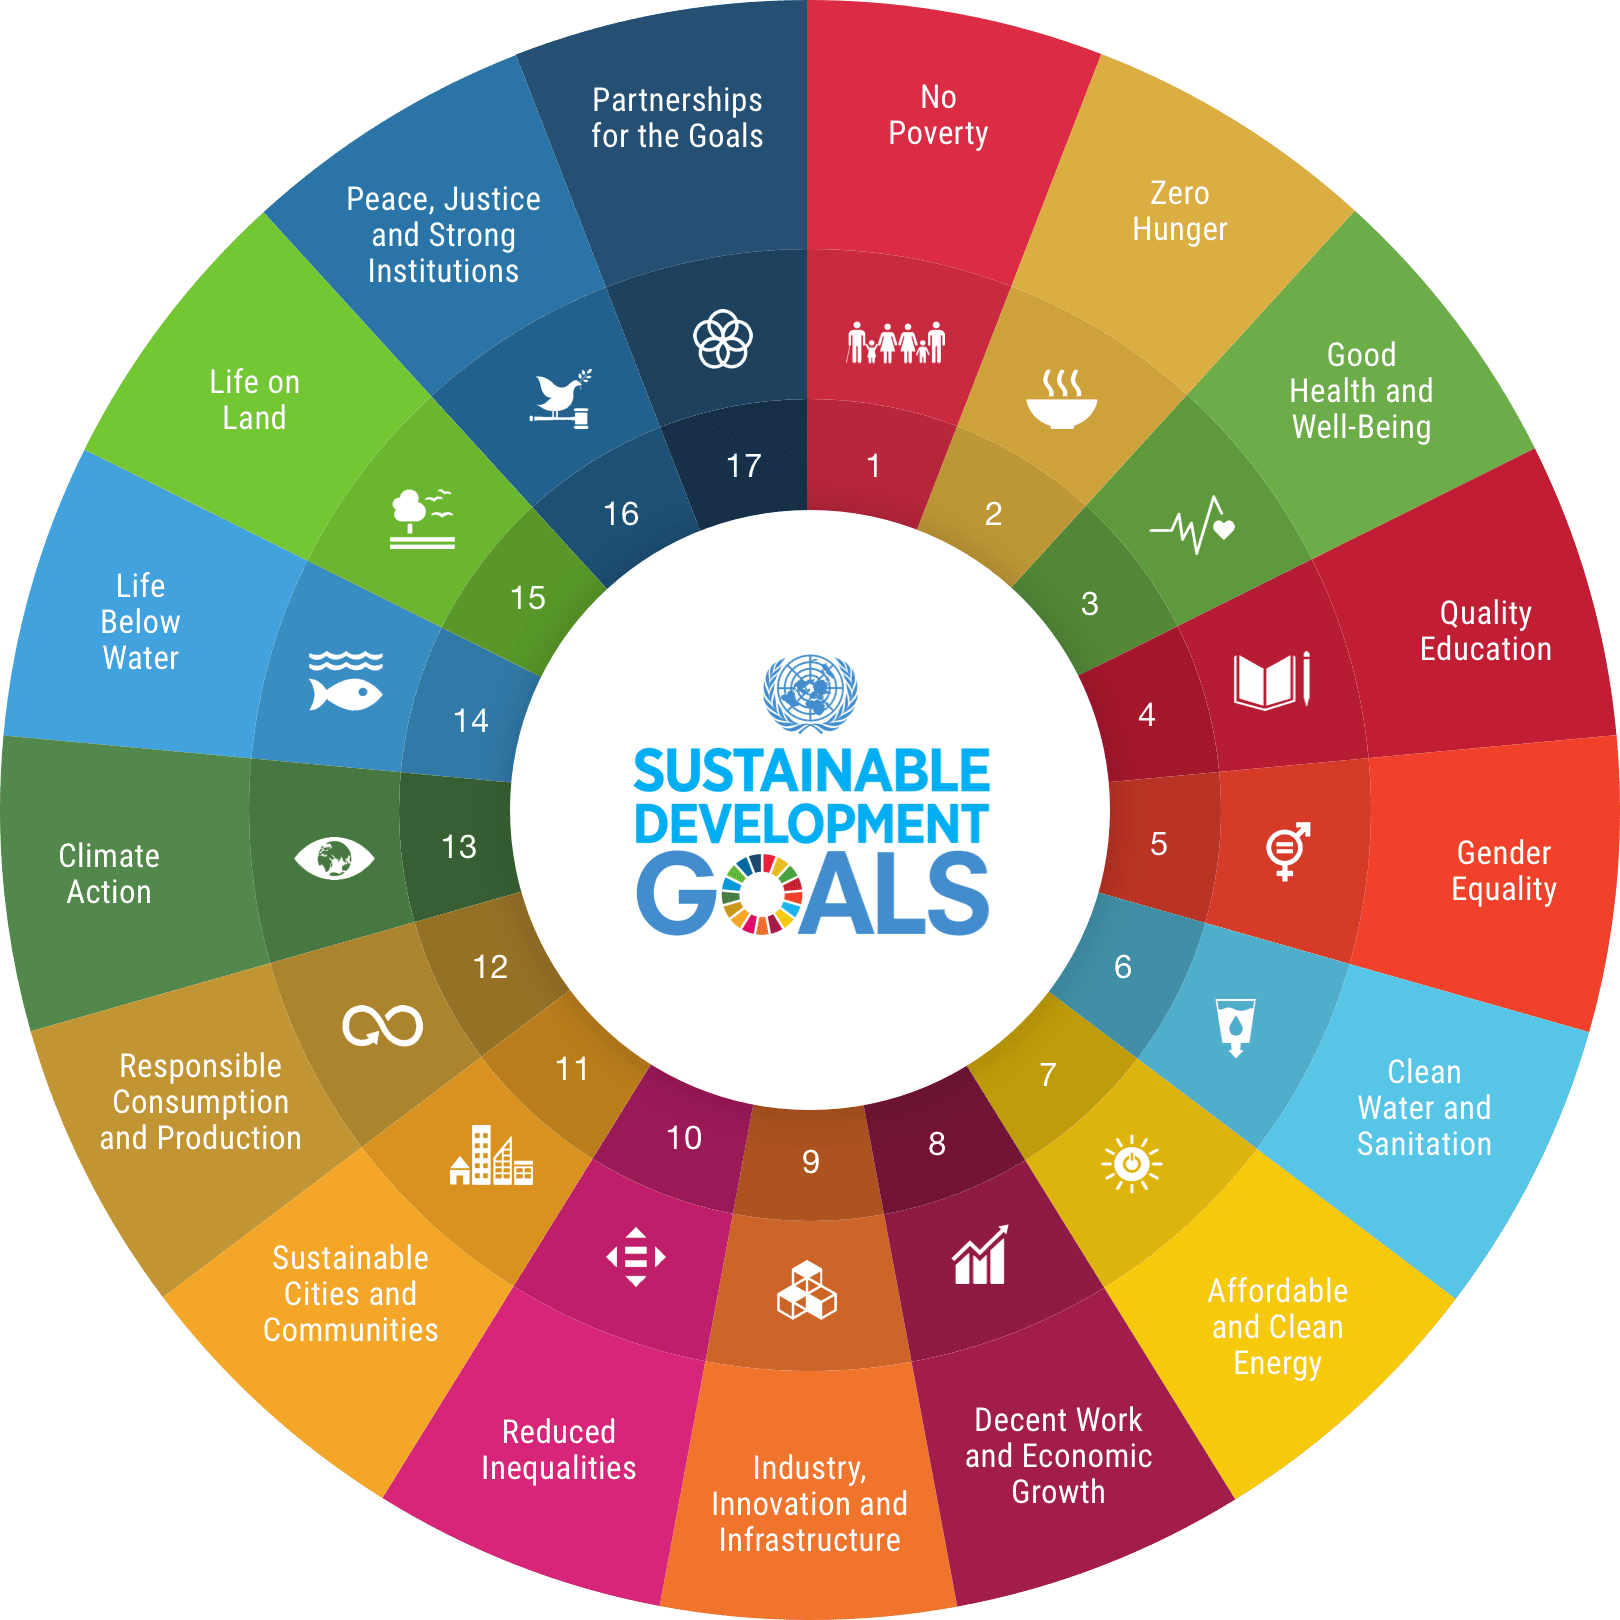 No
Poverty
1
Zero
Hunger
2
Good
Health and
Well-Being
3
Quality
Education
4
Gender
Equality
5
Clean
Water and
Sanitation
6
Affordable
and Clean
Energy
7
Decent Work
and Economic
Growth
8
Industry,
Innovation and
Infrastructure
9
Reduced
Inequalities
10
Sustainable
Cities and
Communities
11
Responsible
Consumption
and Production
12
Climate
Action
13
Life
Below
Water
14
Life on
Land
15
Peace, Justice
and Strong
Institutions
16
Partnerships
for the Goals
17
SUSTAINABLE
DEVELOPMENT
GOALS